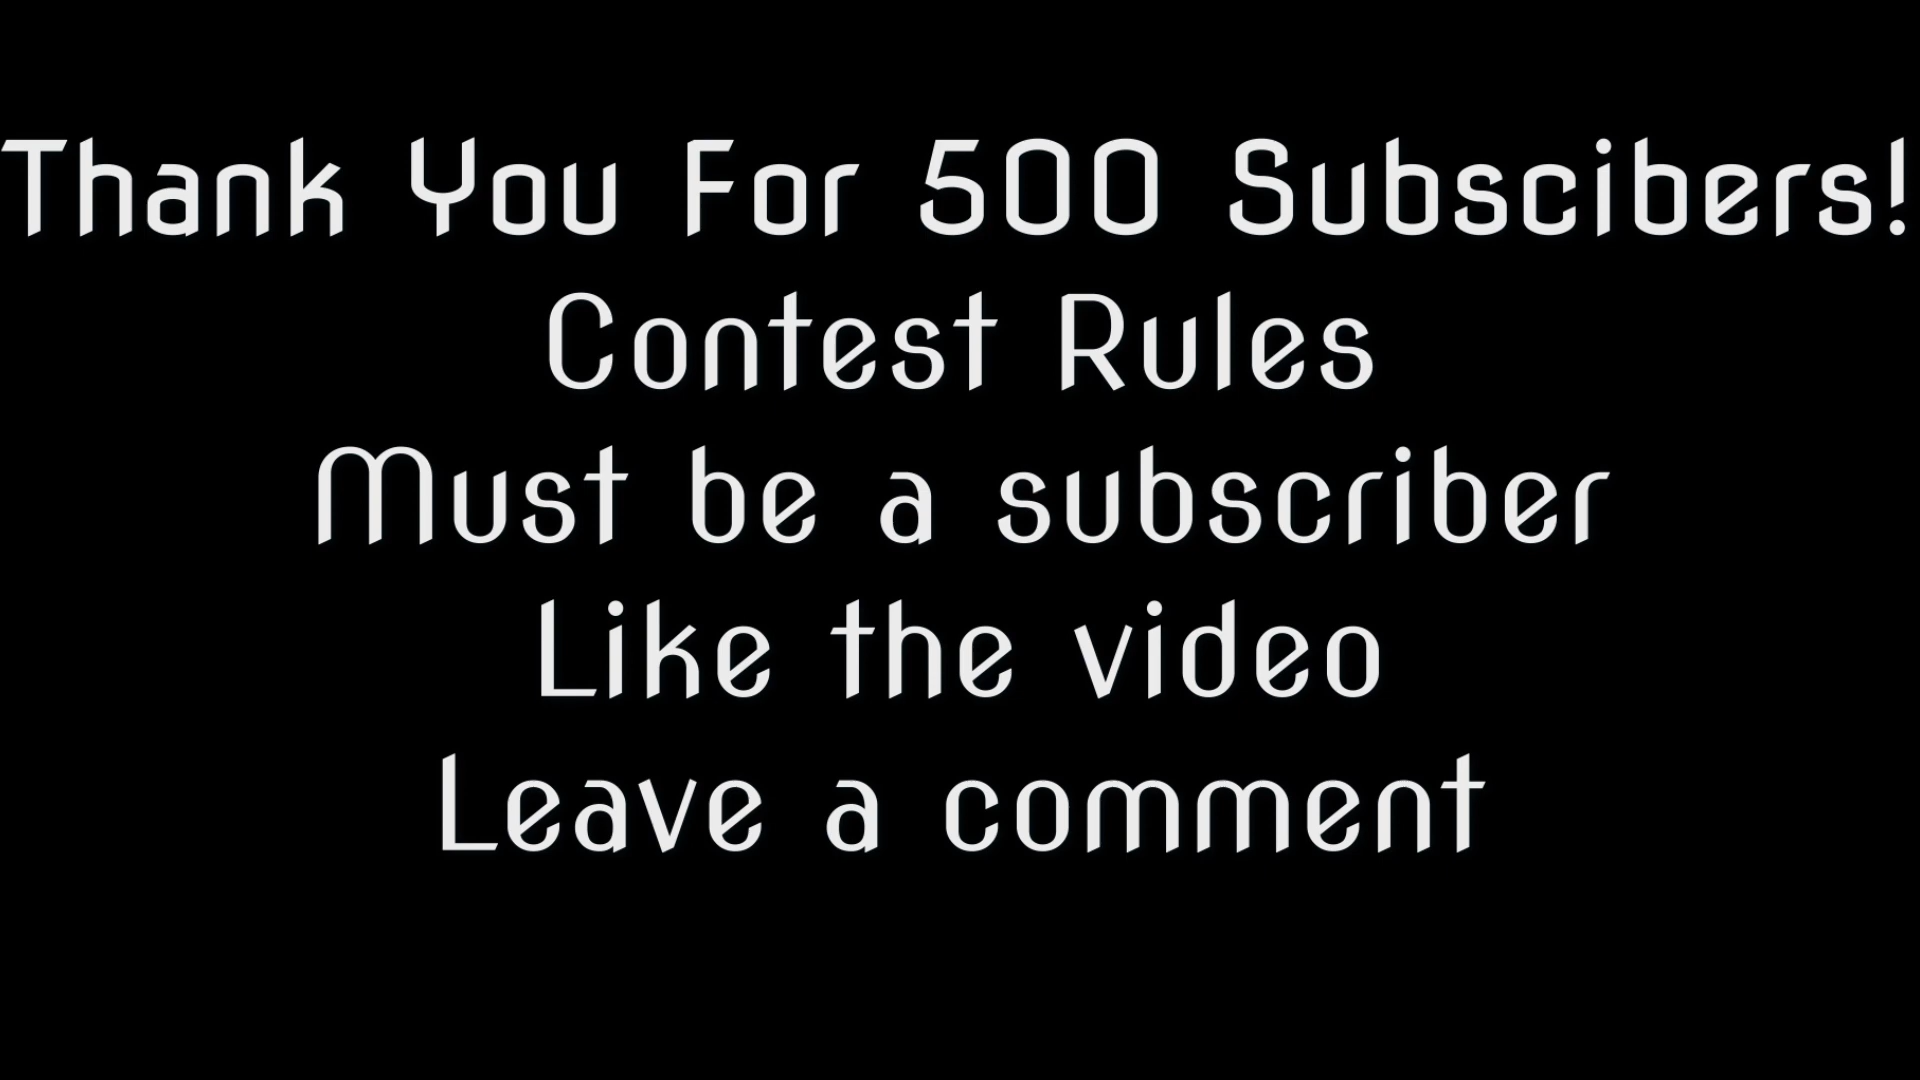 Thank You For 500 Subscibers!
Contest Rules
Must be a subscriber
Like the video
Leave a comment